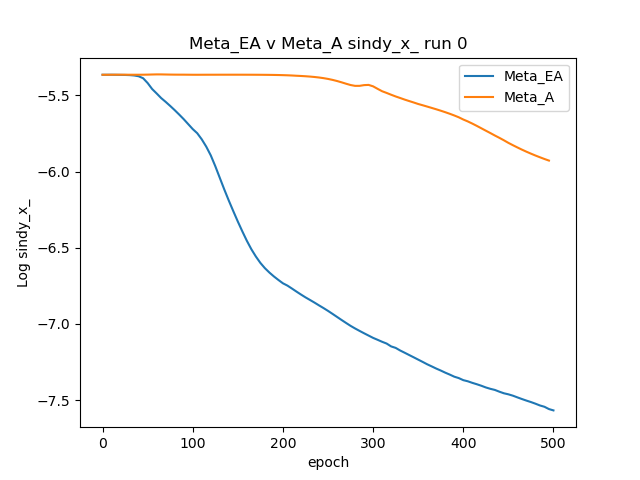 Meta_EA v Meta_A sindy_x_ run 0
Meta_EA
Meta_A
Log sindy_x_
−5.5
−6.0
−6.5
−7.0
−7.5
0 100 200 300 400 500
epoch